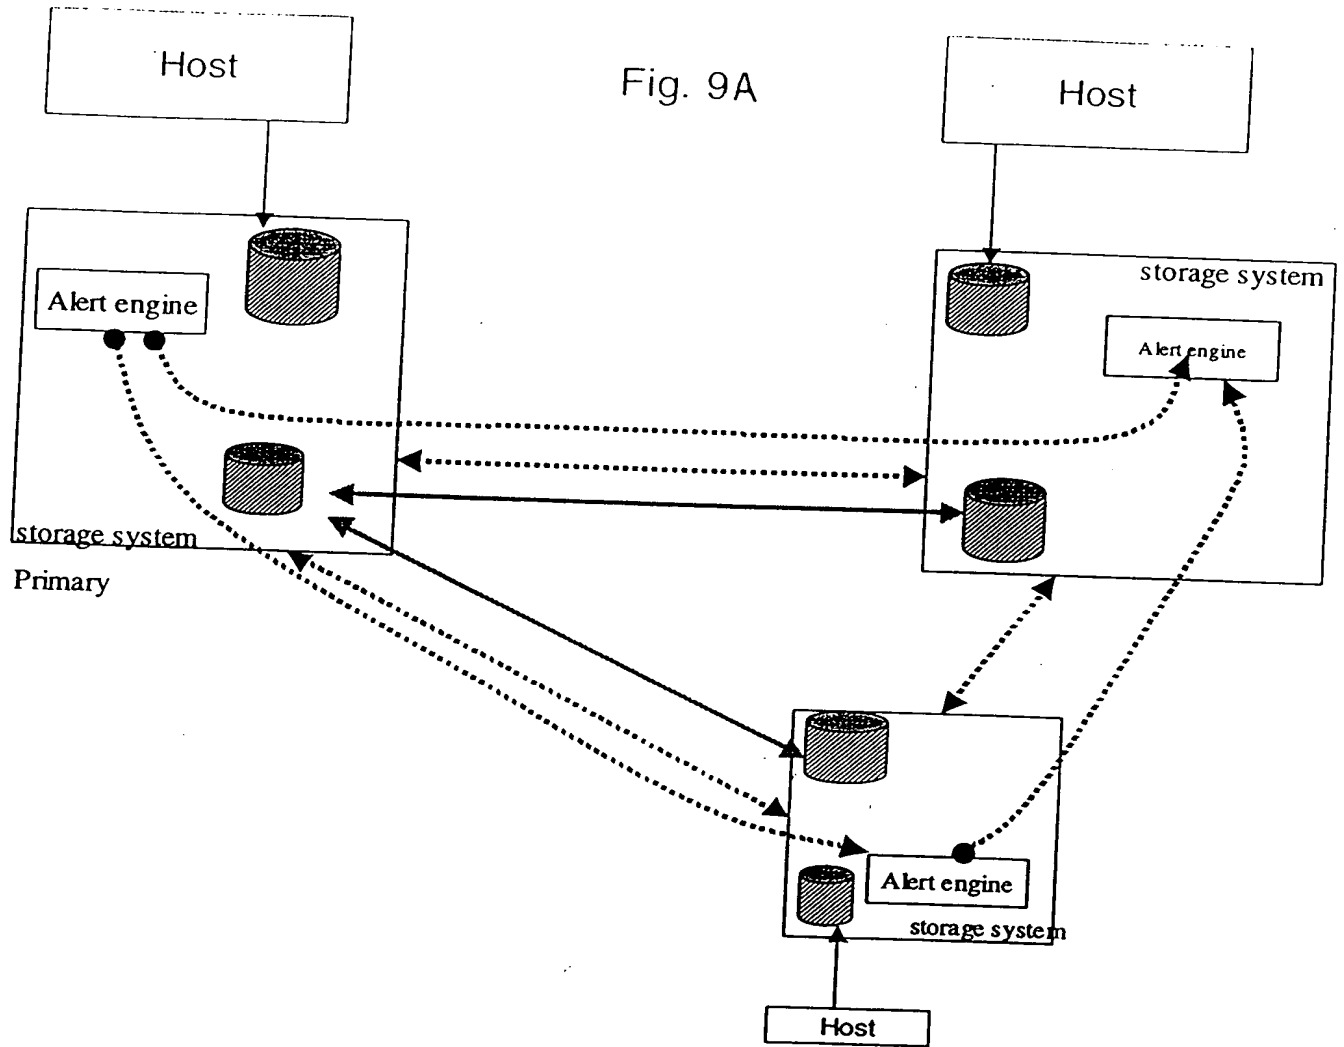 Host
Fig. 9A
Host
storage system
Alert engine
Alert engine
storage system
Primary
Alert engine
storage system
Host